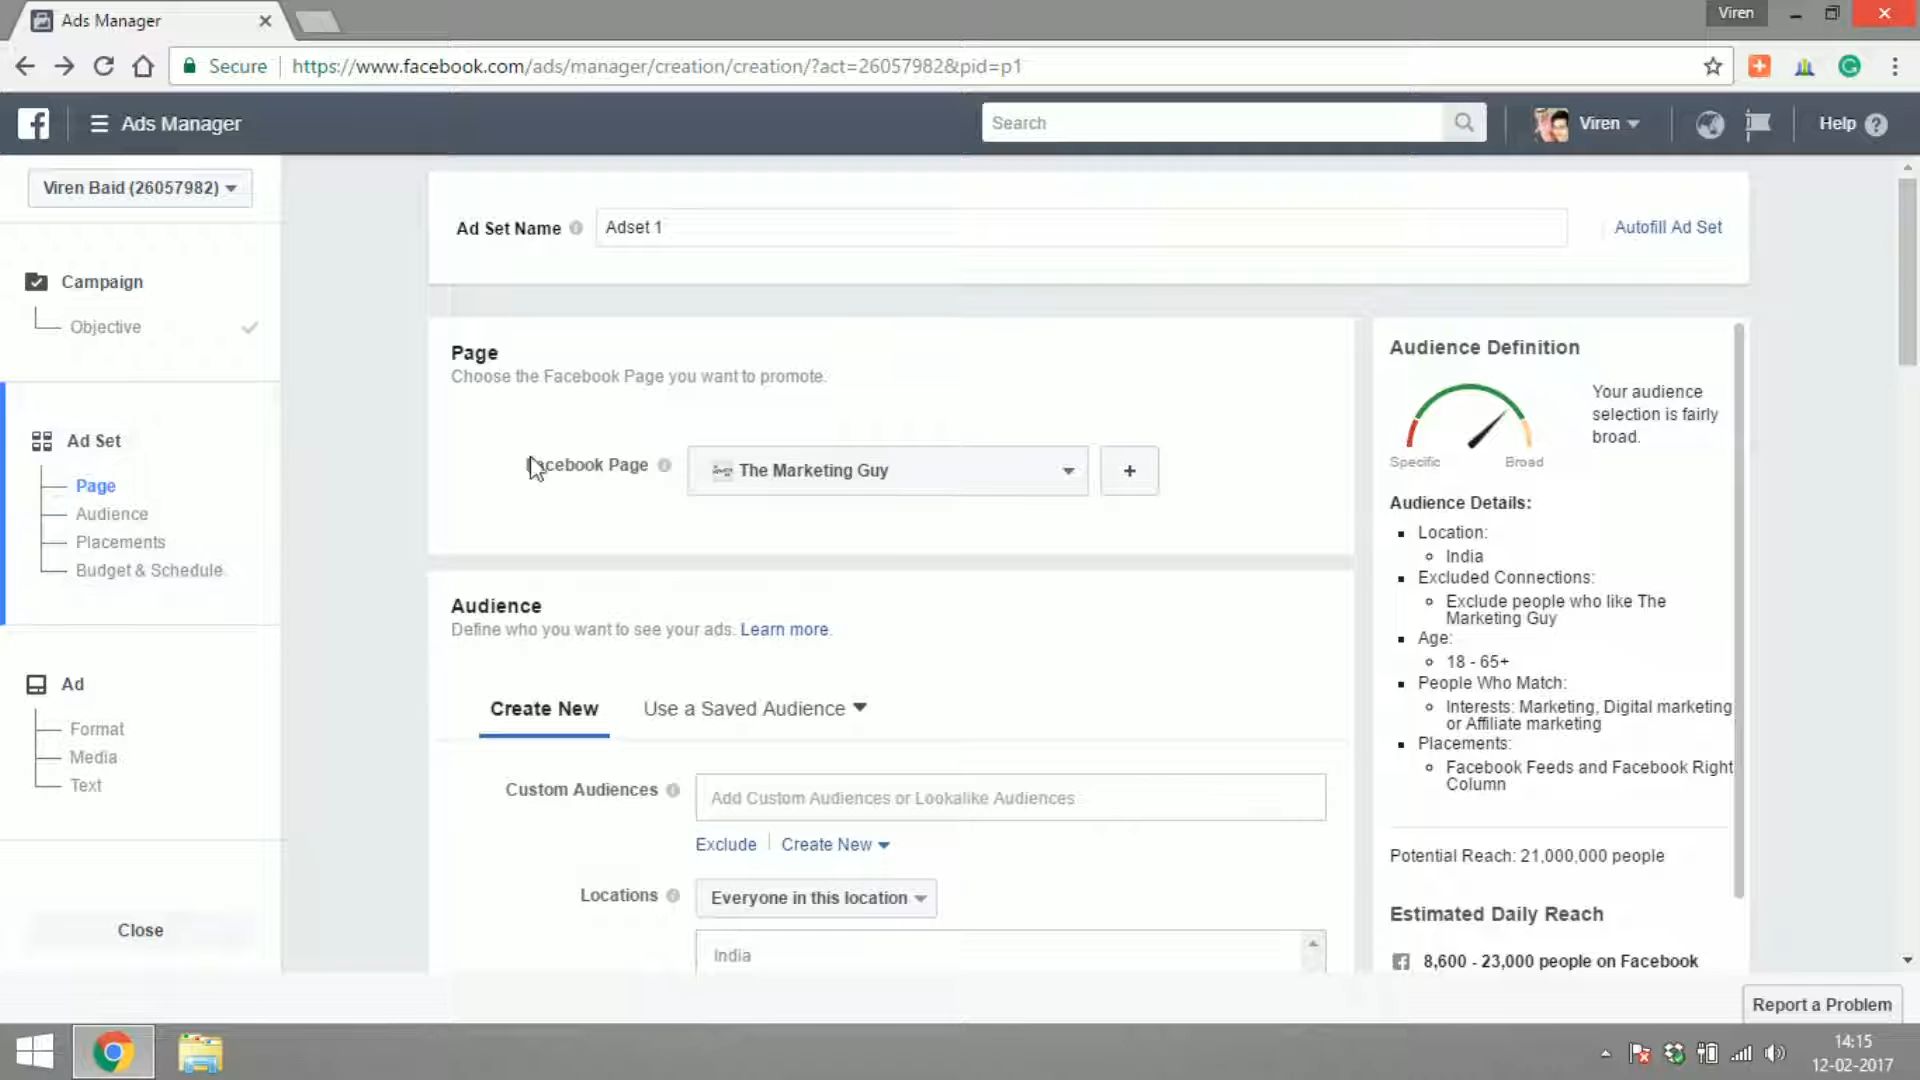 Ads Manager
Viren
Secure
https://www.facebook.com/ads/manager/creation/creation/?act=26057982&pid=p1
Ads Manager
Search
Viren
Help
Viren Baid (26057982)
Campaign
Objective
Ad Set
Page
Audience
Placements
Budget & Schedule
Ad
Format
Media
Text
Close
Ad Set Name
Adset 1
Autofill Ad Set
Page
Choose the Facebook Page you want to promote.
Facebook Page
The Marketing Guy
+
Audience
Define who you want to see your ads. Learn more.
Create New
Use a Saved Audience
Custom Audiences
Add Custom Audiences or Lookalike Audiences
Exclude
Create New
Locations
Everyone in this location
India
Audience Definition
Your audience
selection is fairly
broad.
Specific
Broad
Audience Details:
Location:
India
Excluded Connections:
Exclude people who like The
Marketing Guy
Age:
18 - 65+
People Who Match:
Interests: Marketing, Digital marketing
or Affiliate marketing
Placements:
Facebook Feeds and Facebook Right
Column
Potential Reach: 21,000,000 people
Estimated Daily Reach
8,600 - 23,000 people on Facebook
Report a Problem
14:15
12-02-2017